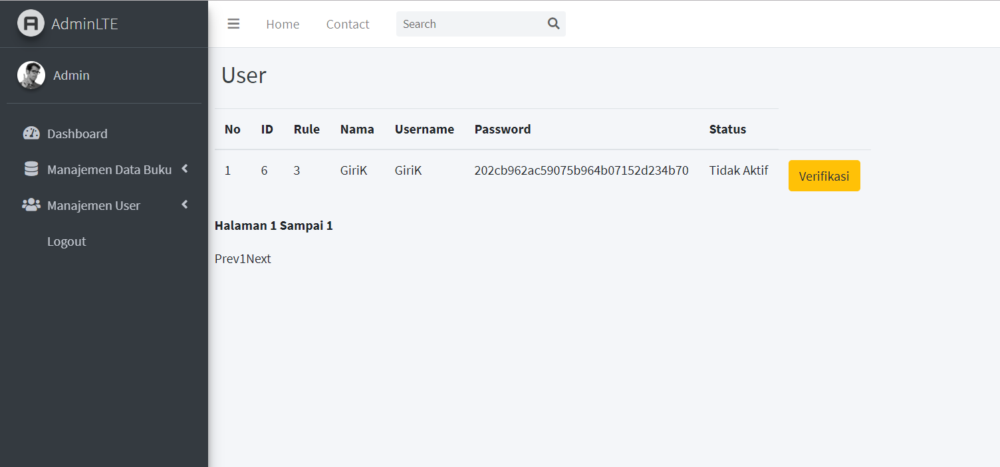 AdminLTE
Home Contact Search
Admin
User
Dashboard
Manajemen Data Buku
Manajemen User
Logout
No ID Rule Nama Username Password Status
1 6 3 GiriK GiriK 202cb962ac59075b964b07152d234b70 Tidak Aktif Verifikasi
Halaman 1 Sampai 1
Prev1Next